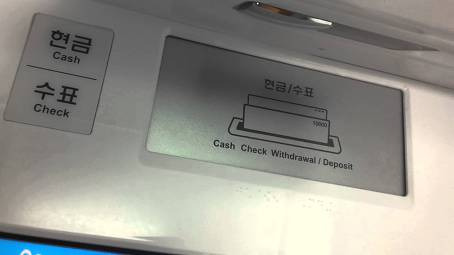 현금
Cash
수표
Check
현금/수표
10000
Cash Check Withdrawal / Deposit